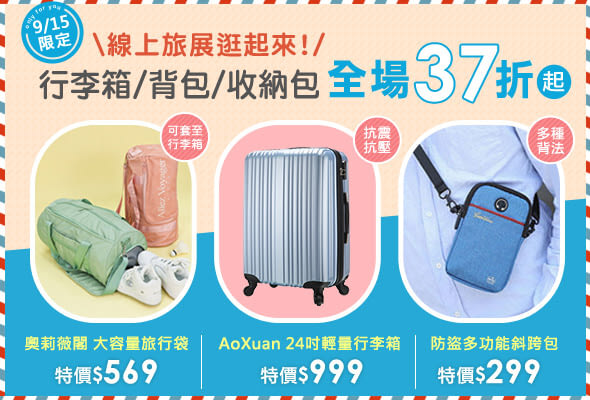 only for you
9/15
限定
\線上旅展逛起來!/
行李箱/背包/收納包 全場37折起
可套至
行李箱
抗震
抗壓
多種
背法
Allez Voyager
奧莉薇閣 大容量旅行袋
特價$569
AoXuan 24吋輕量行李箱
特價$999
防盜多功能斜跨包
特價$299